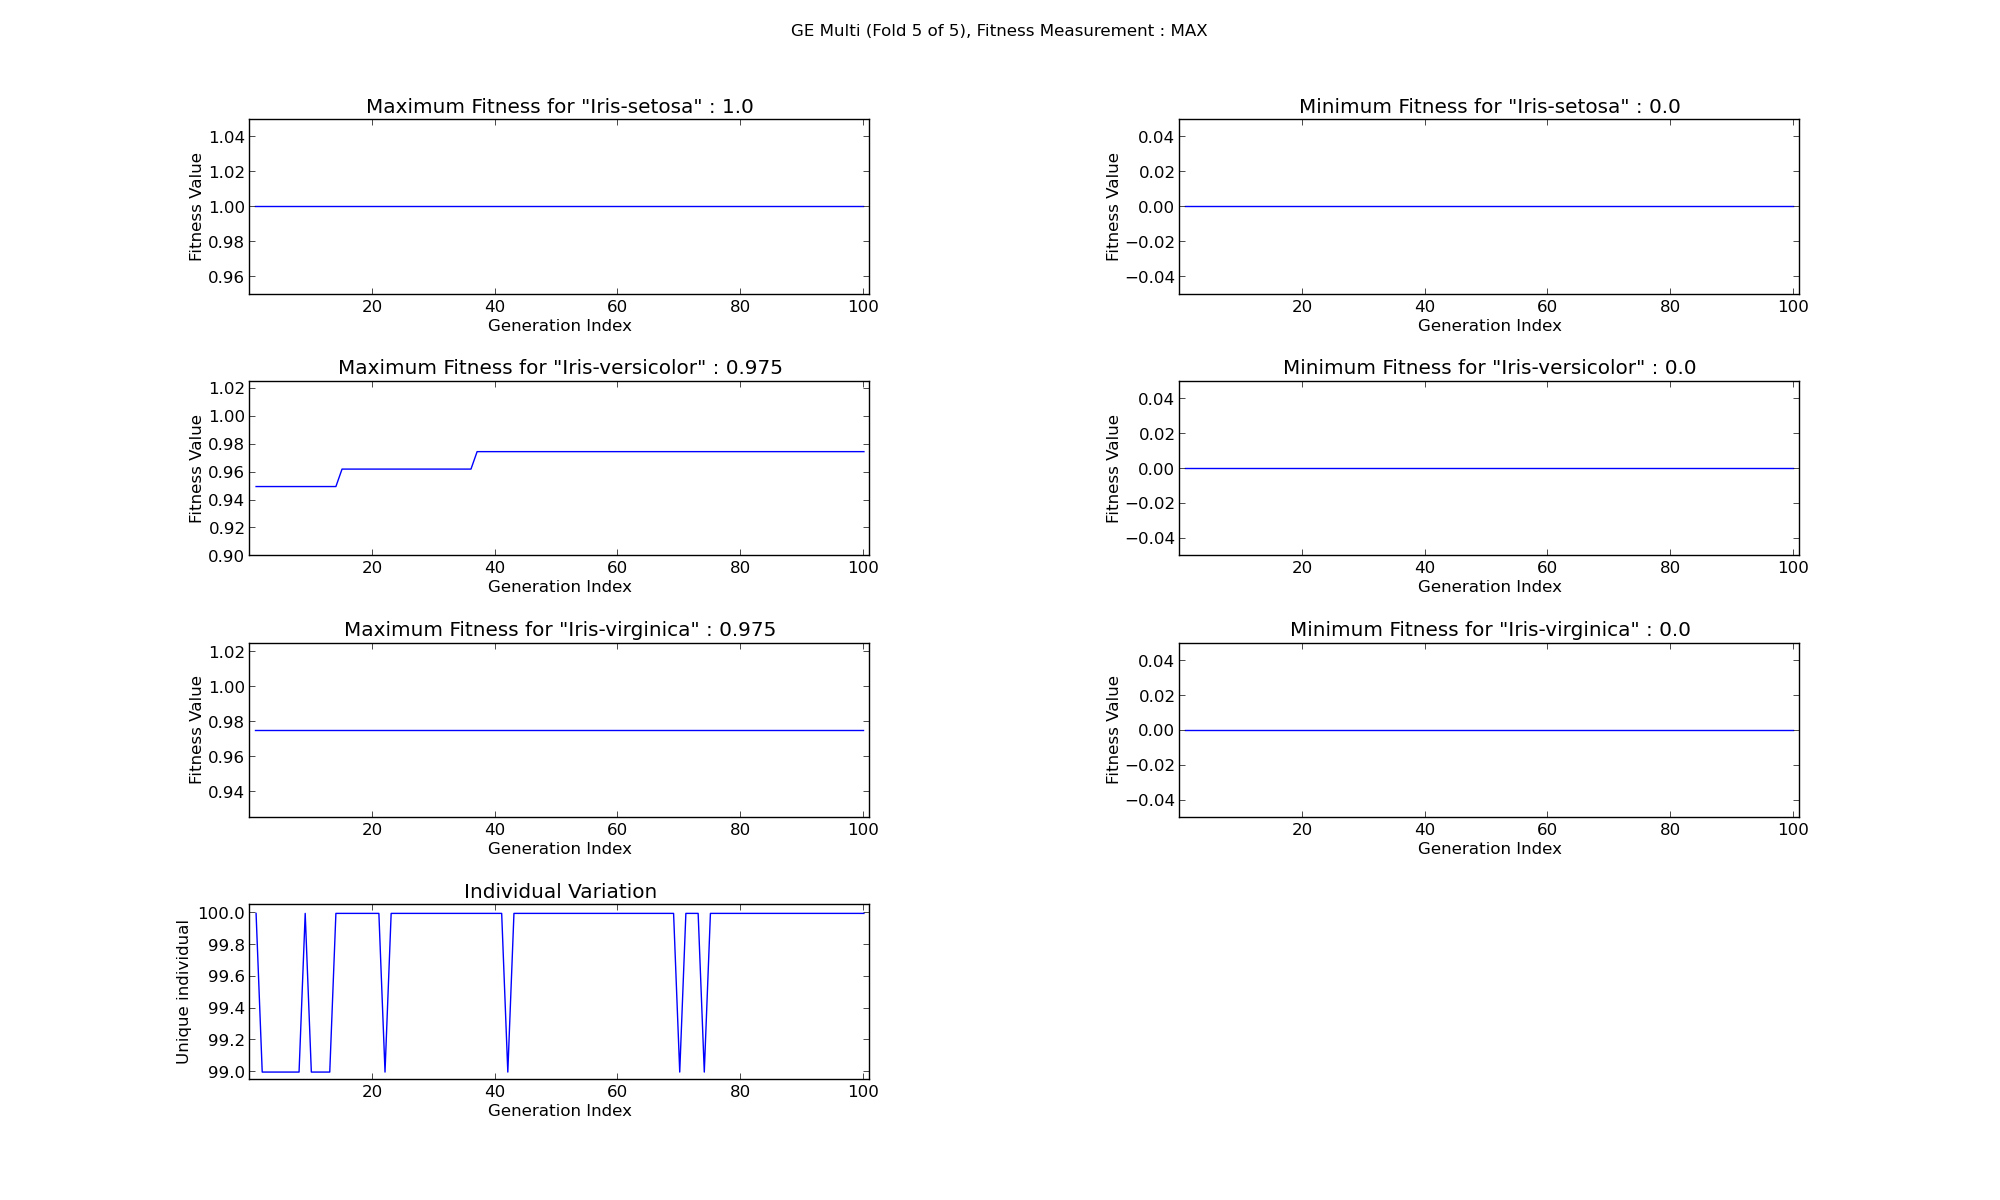 GE Multi (Fold 5 of 5), Fitness Measurement : MAX
Maximum Fitness for "Iris-setosa" : 1.0
1.04
1.02
1.00
0.98
0.96
Fitness Value
20 40 60 80 100
Generation Index
Minimum Fitness for "Iris-setosa" : 0.0
0.04
0.02
0.00
−0.02
−0.04
Fitness Value
20 40 60 80 100
Generation Index
Maximum Fitness for "Iris-versicolor" : 0.975
1.02
1.00
0.98
0.96
0.94
0.92
0.90
Fitness Value
20 40 60 80 100
Generation Index
Minimum Fitness for "Iris-versicolor" : 0.0
0.04
0.02
0.00
−0.02
−0.04
Fitness Value
20 40 60 80 100
Generation Index
Maximum Fitness for "Iris-virginica" : 0.975
1.02
1.00
0.98
0.96
0.94
Fitness Value
20 40 60 80 100
Generation Index
Minimum Fitness for "Iris-virginica" : 0.0
0.04
0.02
0.00
−0.02
−0.04
Fitness Value
20 40 60 80 100
Generation Index
Individual Variation
100.0
99.8
99.6
99.4
99.2
99.0
Unique individual
20 40 60 80 100
Generation Index